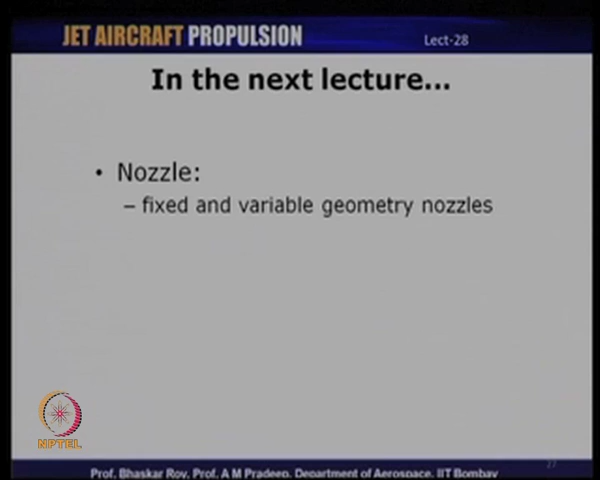 JET AIRCRAFT PROPULSION
Lect-28
In the next lecture...
• Nozzle:
– fixed and variable geometry nozzles
NPTEL
27
Prof. Bhaskar Roy, Prof. A M Pradeep, Department of Aerospace, IIT Bombay